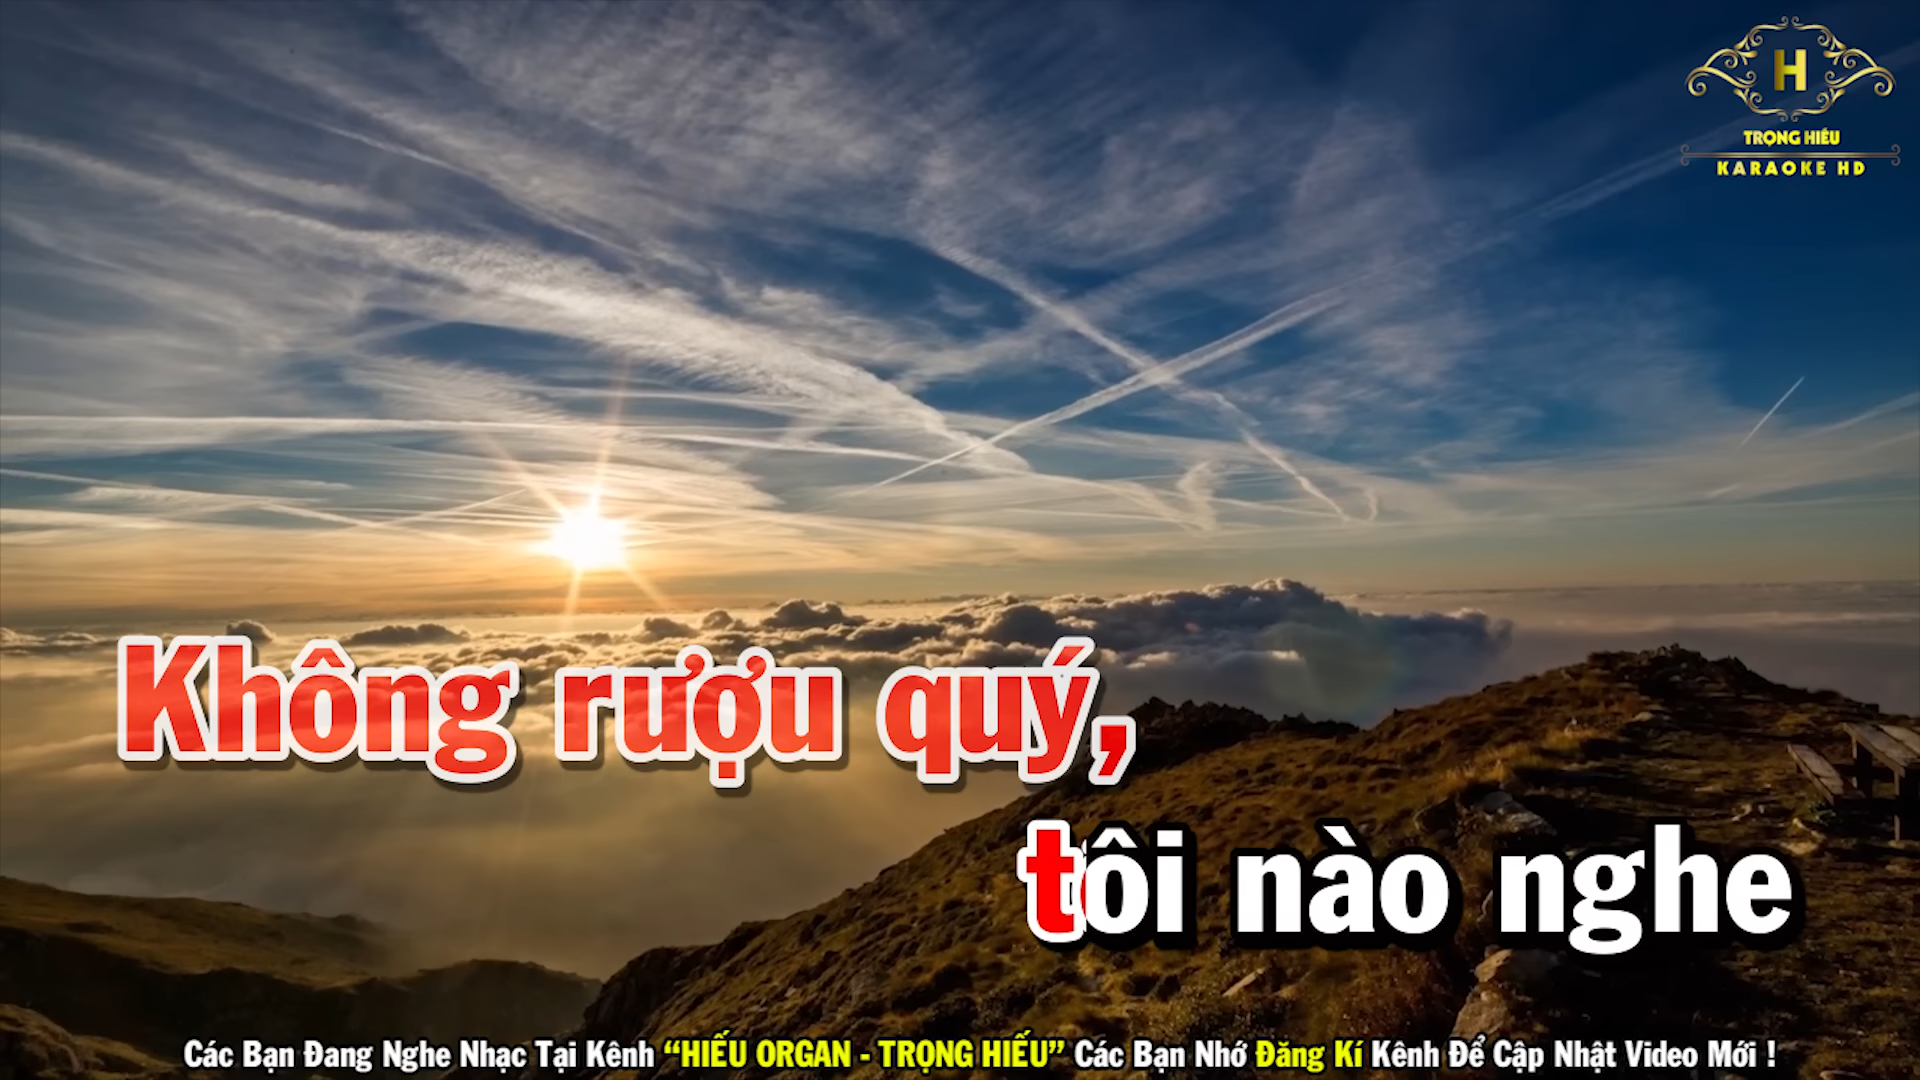 H
TRỌNG HIẾU
KARAOKE HD
Không rượu quý,
tôi nào nghe
Các Bạn Đang Nghe Nhạc Tại Kênh “HIẾU ORGAN - TRỌNG HIẾU” Các Bạn Nhớ Đăng Kí Kênh Để Cập Nhật Video Mới !